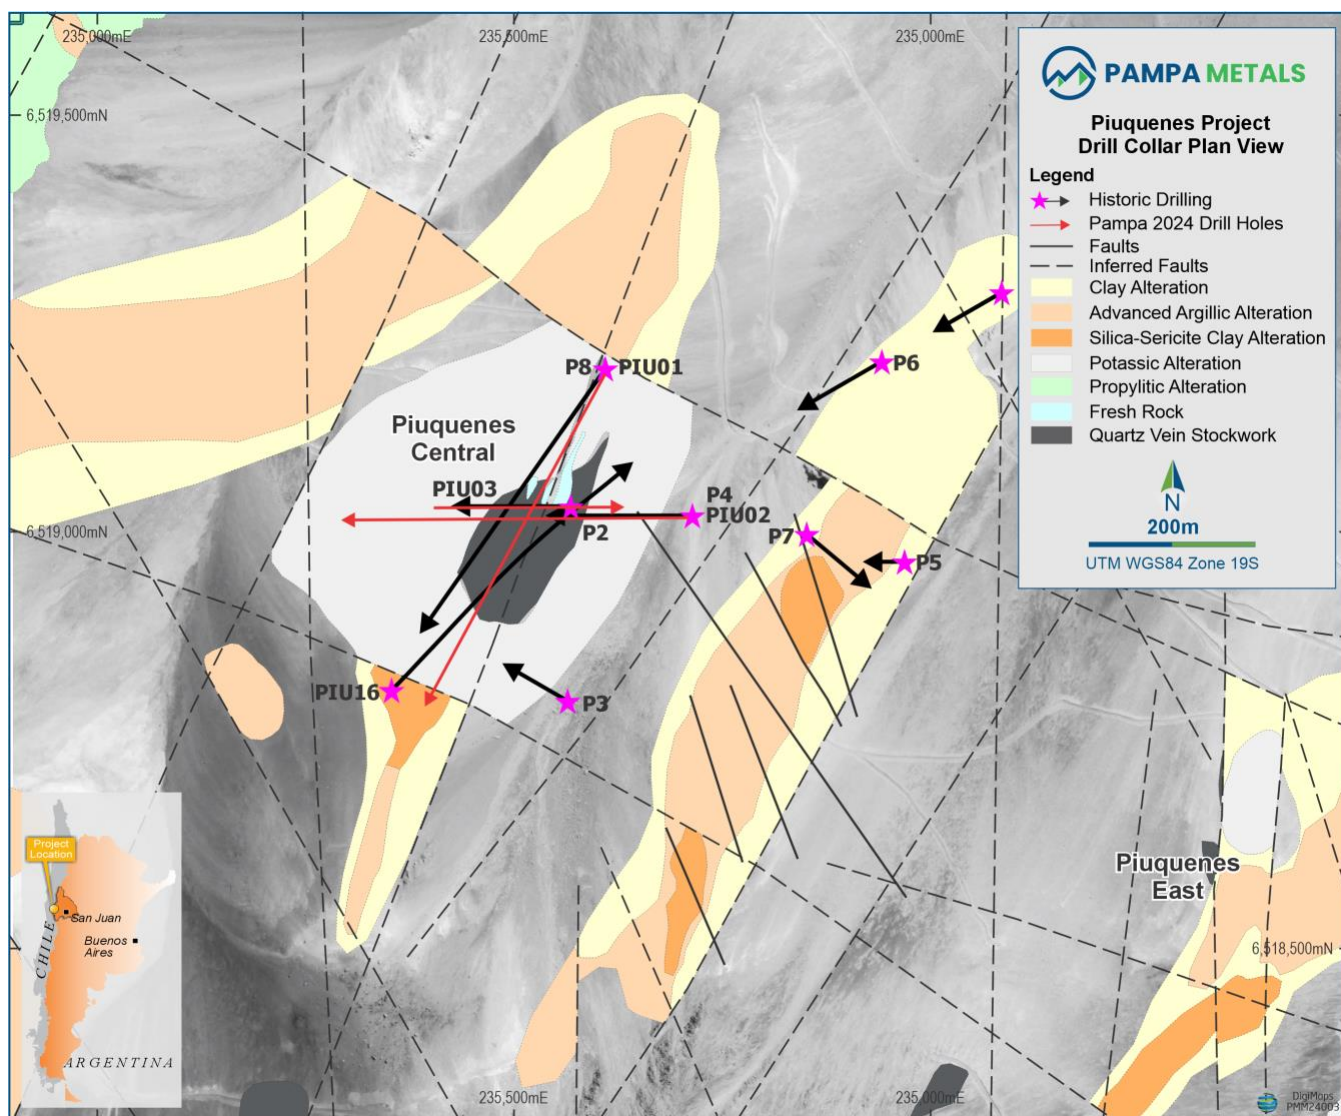 235,000mE
235,500mE
235,000mE
6,519,500mN
PAMPA METALS
Piuquenes Project
Drill Collar Plan View
Legend
Historic Drilling
Pampa 2024 Drill Holes
Faults
Inferred Faults
Clay Alteration
Advanced Argillic Alteration
Silica-Sericite Clay Alteration
Potassic Alteration
Propylitic Alteration
Fresh Rock
Quartz Vein Stockwork
N
200m
UTM WGS84 Zone 19S
P8
PIU01
P6
Piuquenes
Central
PIU03
P4
PIU02
P2
P7
P5
6,519,000mN
PIU16
P3
Piuquenes
East
6,518,500mN
Project
Location
San Juan
Buenos
Aires
CHILE
ARGENTINA
235,500mE
235,000mE
DigiMaps
PMM24093